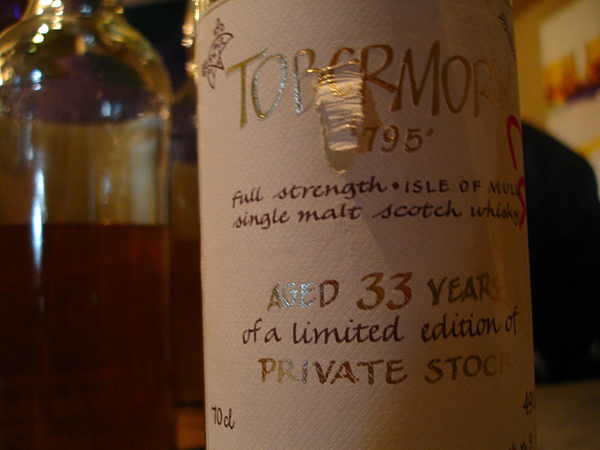 TOBERMORY
'795'
full strength • ISLE OF MULL
single malt scotch whisky
AGED 33 YEARS
of a limited edition of
PRIVATE STOCK
70cl